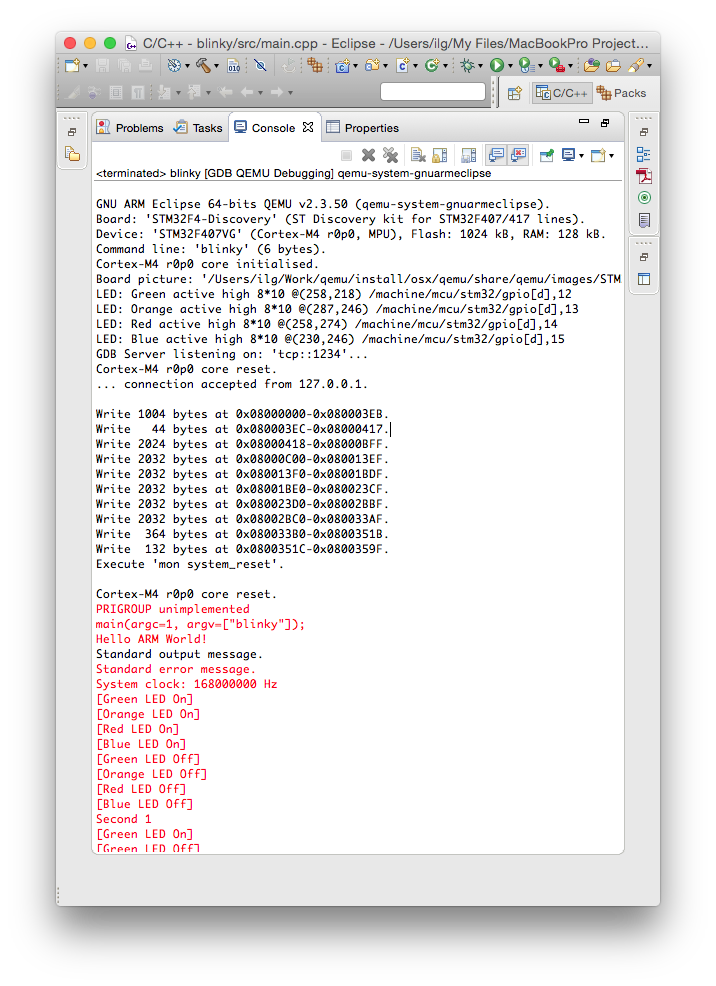 C/C++ - blinky/src/main.cpp - Eclipse - /Users/ilg/My Files/MacBookPro Project...
C/C++
Packs
Problems
Tasks
Console
Properties
<terminated> blinky [GDB QEMU Debugging] qemu-system-gnuarmeclipse
GNU ARM Eclipse 64-bits QEMU v2.3.50 (qemu-system-gnuarmeclipse).
Board: 'STM32F4-Discovery' (ST Discovery kit for STM32F407/417 lines).
Device: 'STM32F407VG' (Cortex-M4 r0p0, MPU), Flash: 1024 kB, RAM: 128 kB.
Command line: 'blinky' (6 bytes).
Cortex-M4 r0p0 core initialised.
Board picture: '/Users/ilg/Work/qemu/install/osx/qemu/share/qemu/images/STM
LED: Green active high 8*10 @(258,218) /machine/mcu/stm32/gpio[d],12
LED: Orange active high 8*10 @(287,246) /machine/mcu/stm32/gpio[d],13
LED: Red active high 8*10 @(258,274) /machine/mcu/stm32/gpio[d],14
LED: Blue active high 8*10 @(230,246) /machine/mcu/stm32/gpio[d],15
GDB Server listening on: 'tcp::1234'...
Cortex-M4 r0p0 core reset.
... connection accepted from 127.0.0.1.
Write 1004 bytes at 0x08000000-0x080003EB.
Write   44 bytes at 0x080003EC-0x08000417.
Write 2024 bytes at 0x08000418-0x08000BFF.
Write 2032 bytes at 0x08000C00-0x080013EF.
Write 2032 bytes at 0x080013F0-0x08001BDF.
Write 2032 bytes at 0x08001BE0-0x080023CF.
Write 2032 bytes at 0x080023D0-0x08002BBF.
Write 2032 bytes at 0x08002BC0-0x080033AF.
Write  364 bytes at 0x080033B0-0x0800351B.
Write  132 bytes at 0x0800351C-0x0800359F.
Execute 'mon system_reset'.
Cortex-M4 r0p0 core reset.
PRIGROUP unimplemented
main(argc=1, argv=["blinky"]);
Hello ARM World!
Standard output message.
Standard error message.
System clock: 168000000 Hz
[Green LED On]
[Orange LED On]
[Red LED On]
[Blue LED On]
[Green LED Off]
[Orange LED Off]
[Red LED Off]
[Blue LED Off]
Second 1
[Green LED On]
[Green LED Off]